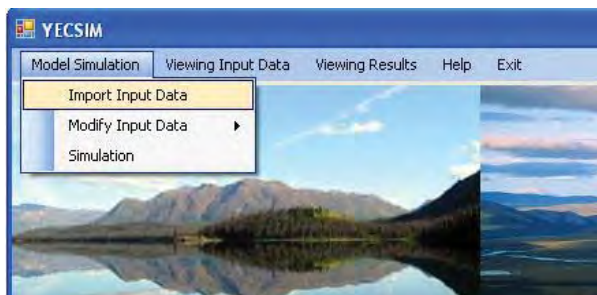 YECSIM
Model Simulation Viewing Input Data Viewing Results Help Exit
Import Input Data
Modify Input Data
Simulation